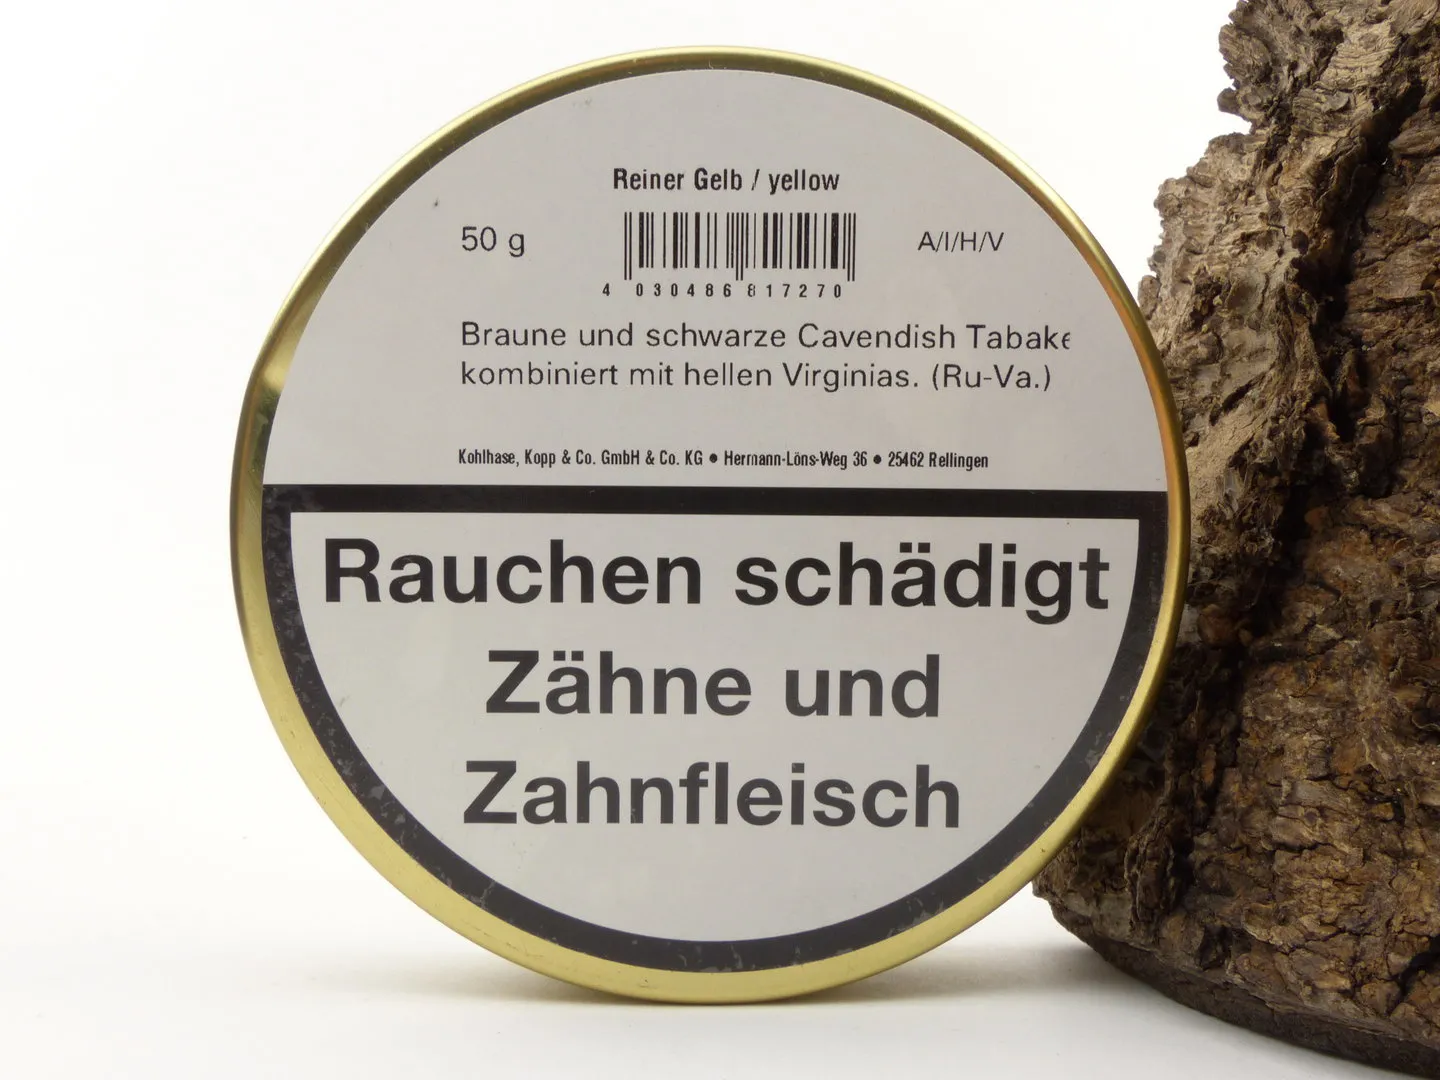 Reiner Gelb / yellow
50 g
A/I/H/V
4 030486 817270
Braune und schwarze Cavendish Tabake
kombiniert mit hellen Virginias. (Ru-Va.)
Kohlhase, Kopp & Co. GmbH & Co. KG • Herrmann-Löns-Weg 36 • 25462 Rellingen
Rauchen schädigt
Zähne und
Zahnfleisch